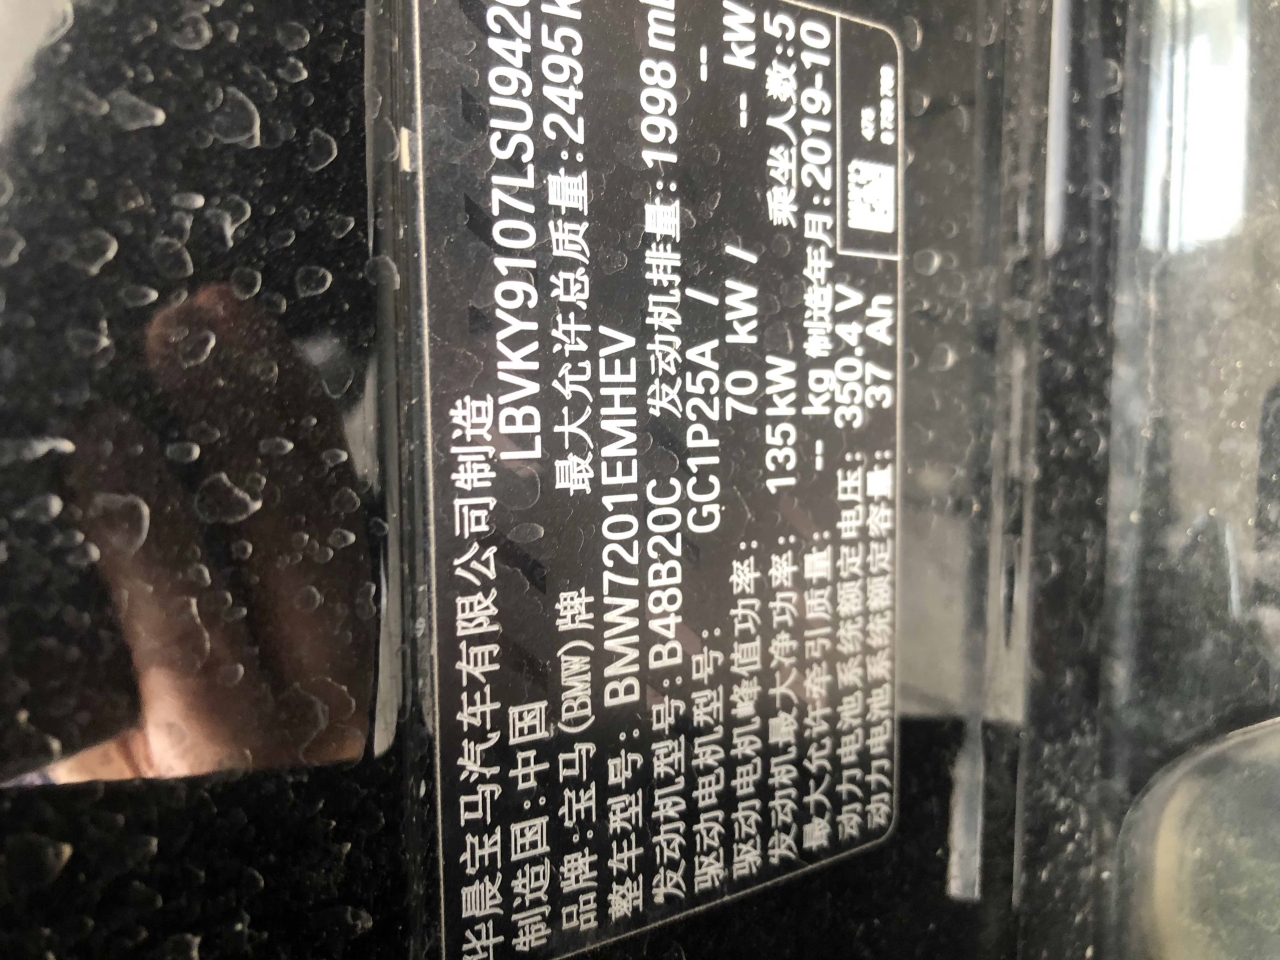 华晨宝马汽车有限公司制造
制造国:中国 LBVKY9107LSU942
品牌:宝马(BMW)牌 最大允许总质量:2495k
整车型号: BMW7201EMHEV
发动机型号:B48B20C 发动机排量:1998 mL
驱动电机型号: GC1P25A / --
驱动电机峰值功率: 70 kW / -- kW
发动机最大净功率: 135kW 乘坐人数:5
最大允许牵引质量: -- kg 制造年月:2019-10
动力电池系统额定电压: 350.4 V
动力电池系统额定容量: 37 Ah